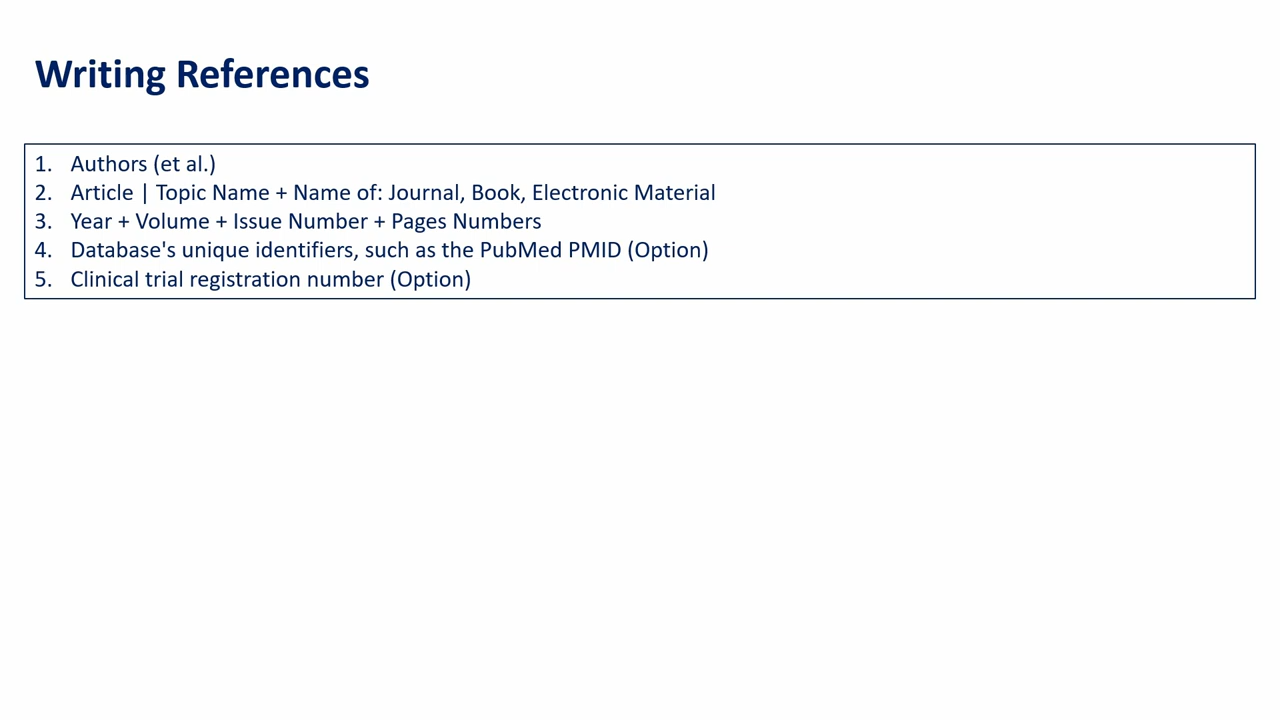 Writing References
1. Authors (et al.)
2. Article | Topic Name + Name of: Journal, Book, Electronic Material
3. Year + Volume + Issue Number + Pages Numbers
4. Database's unique identifiers, such as the PubMed PMID (Option)
5. Clinical trial registration number (Option)